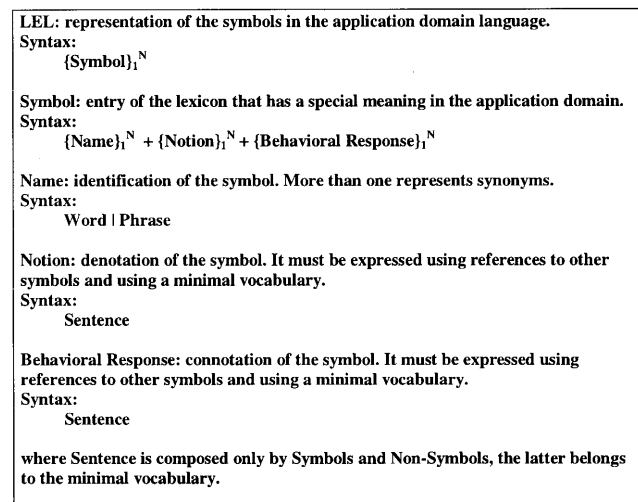 LEL: representation of the symbols in the application domain language.
Syntax:
{Symbol}₁ᴺ
Symbol: entry of the lexicon that has a special meaning in the application domain.
Syntax:
{Name}₁ᴺ + {Notion}₁ᴺ + {Behavioral Response}₁ᴺ
Name: identification of the symbol. More than one represents synonyms.
Syntax:
Word | Phrase
Notion: denotation of the symbol. It must be expressed using references to other
symbols and using a minimal vocabulary.
Syntax:
Sentence
Behavioral Response: connotation of the symbol. It must be expressed using
references to other symbols and using a minimal vocabulary.
Syntax:
Sentence
where Sentence is composed only by Symbols and Non-Symbols, the latter belongs
to the minimal vocabulary.